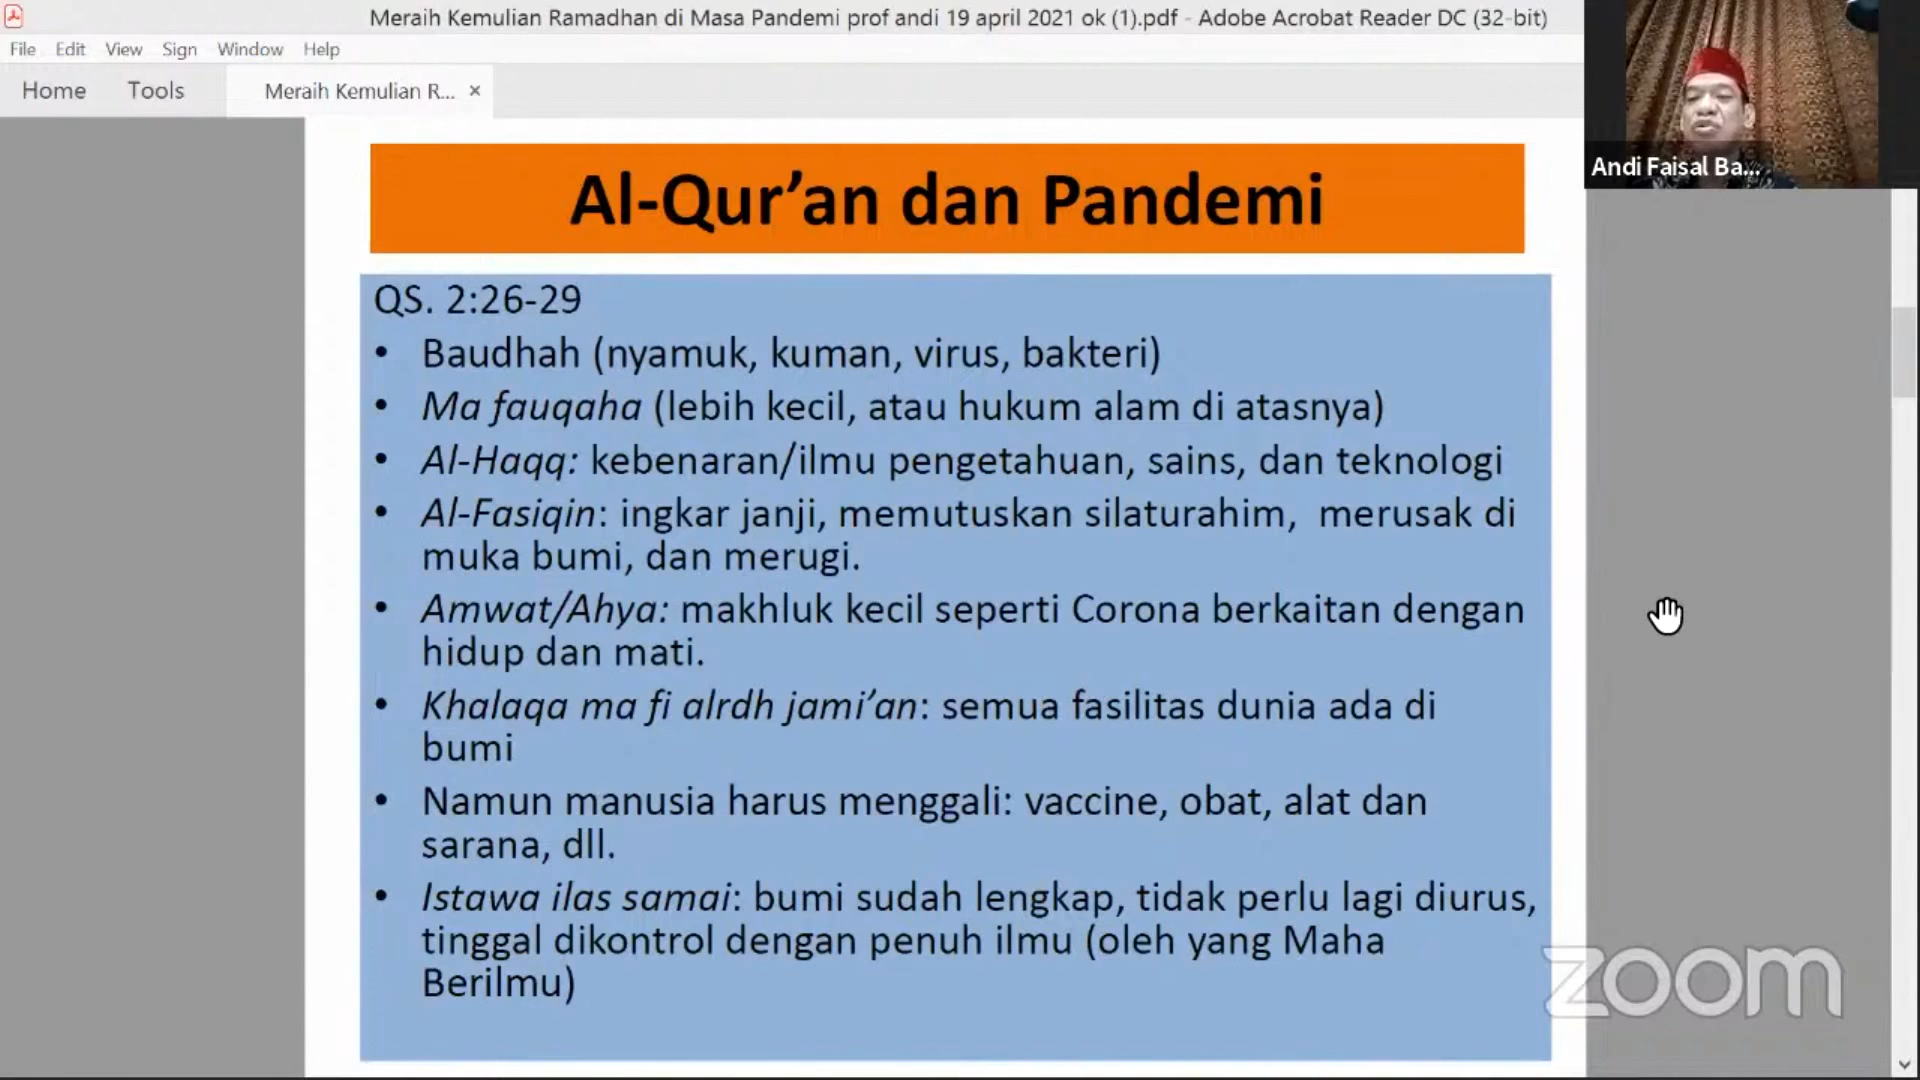 Meraih Kemulian Ramadhan di Masa Pandemi prof andi 19 april 2021 ok (1).pdf - Adobe Acrobat Reader DC (32-bit)
File Edit View Sign Window Help
Home Tools Meraih Kemulian R... ×
Andi Faisal Ba...
Al-Qur’an dan Pandemi
QS. 2:26-29
• Baudhah (nyamuk, kuman, virus, bakteri)
• Ma fauqaha (lebih kecil, atau hukum alam di atasnya)
• Al-Haqq: kebenaran/ilmu pengetahuan, sains, dan teknologi
• Al-Fasiqin: ingkar janji, memutuskan silaturahim, merusak di
muka bumi, dan merugi.
• Amwat/Ahya: makhluk kecil seperti Corona berkaitan dengan
hidup dan mati.
• Khalaqa ma fi alrdh jami’an: semua fasilitas dunia ada di
bumi
• Namun manusia harus menggali: vaccine, obat, alat dan
sarana, dll.
• Istawa ilas samai: bumi sudah lengkap, tidak perlu lagi diurus,
tinggal dikontrol dengan penuh ilmu (oleh yang Maha
Berilmu)
zoom